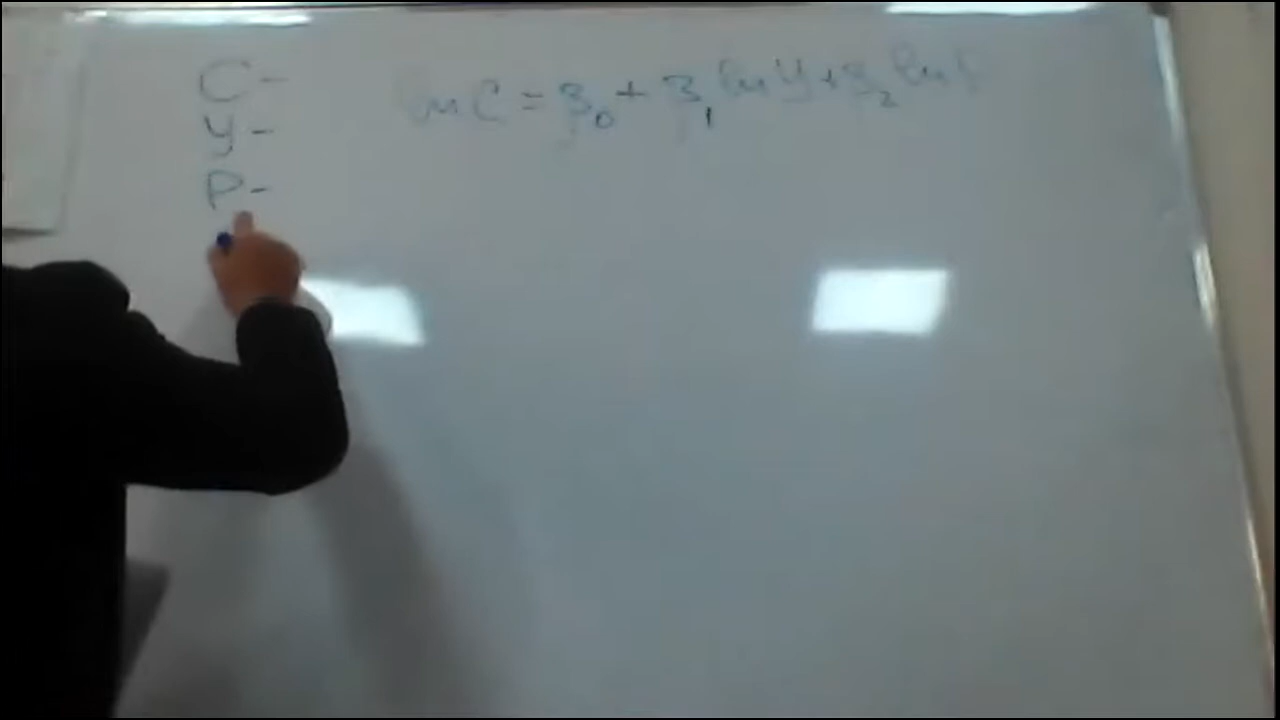 C -
ln C = β₀ + β₁ ln Y + β₂ ln
Y -
P -